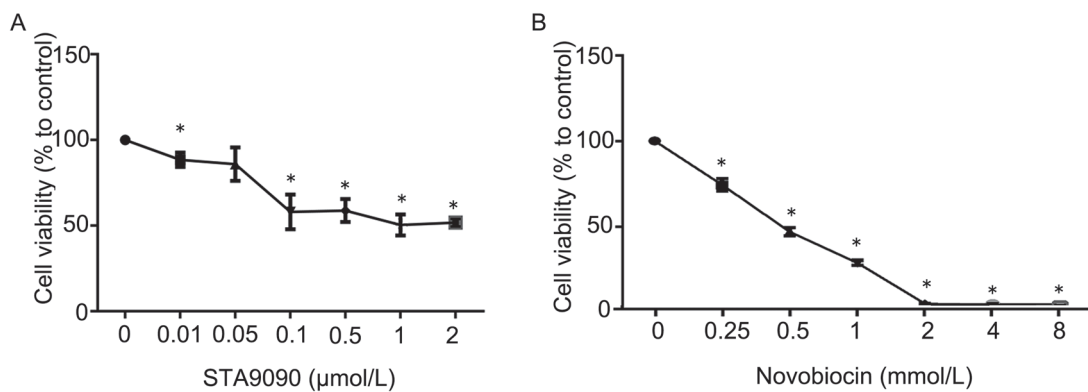 A
Cell viability (% to control)
150
100
50
0
*
*
*
*
*
0 0.01 0.05 0.1 0.5 1 2
STA9090 (µmol/L)
B
Cell viability (% to control)
150
100
50
0
*
*
*
*
*
*
0 0.25 0.5 1 2 4 8
Novobiocin (mmol/L)